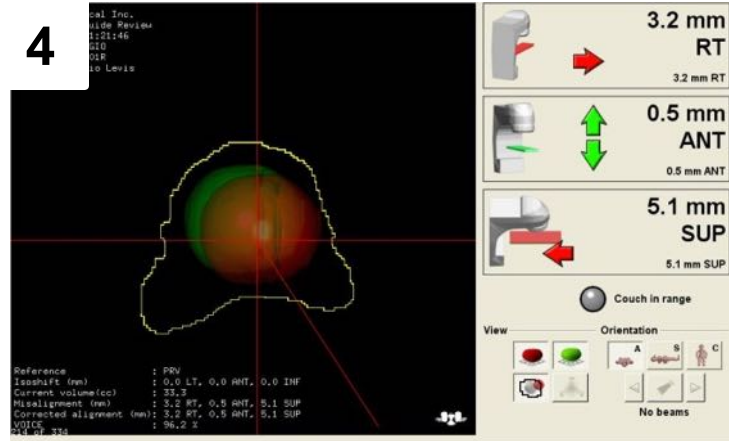 4
cal Inc.
uide Review
1:21:46
GIO
01R
io Levis
3.2 mm
RT
3.2 mm RT
0.5 mm
ANT
0.5 mm ANT
5.1 mm
SUP
5.1 mm SUP
Couch in range
View
Orientation
A
S
C
No beams
Reference : PRV
Isoshift (mm) : 0.0 LT, 0.0 ANT, 0.0 INF
Current volume(cc) : 33.3
Misalignment (mm) : 3.2 RT, 0.5 ANT, 5.1 SUP
Corrected alignment (mm): 3.2 RT, 0.5 ANT, 5.1 SUP
VOICE : 96.2 %
214 of 334